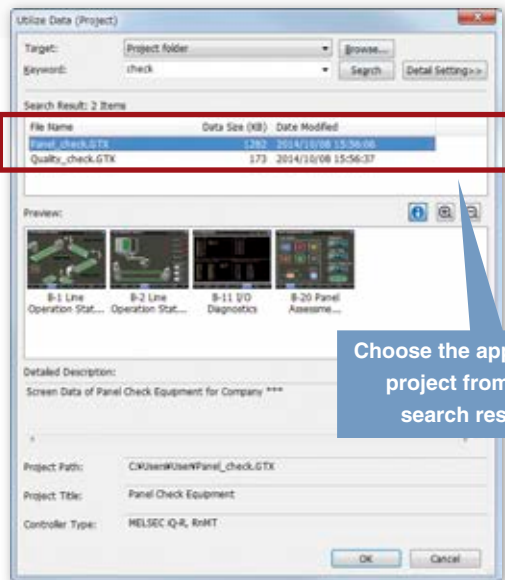 Utilize Data (Project)
Target: Project folder Browse...
Keyword: check Search Detail Setting>>
Search Result: 2 Items
File Name Data Size (KB) Date Modified
Panel_check.GTX 1282 2014/10/08 15:36:06
Quality_check.GTX 173 2014/10/08 15:56:37
Preview:
B-1 Line Operation Stat... B-2 Line Operation Stat... B-11 I/O Diagnostics B-20 Panel Assessme...
Choose the app
project from
search res
Detailed Description:
Screen Data of Panel Check Equipment for Company ***
Project Path: C:¥Users¥User¥Panel_check.GTX
Project Title: Panel Check Equipment
Controller Type: MELSEC iQ-R, RnMT
OK Cancel